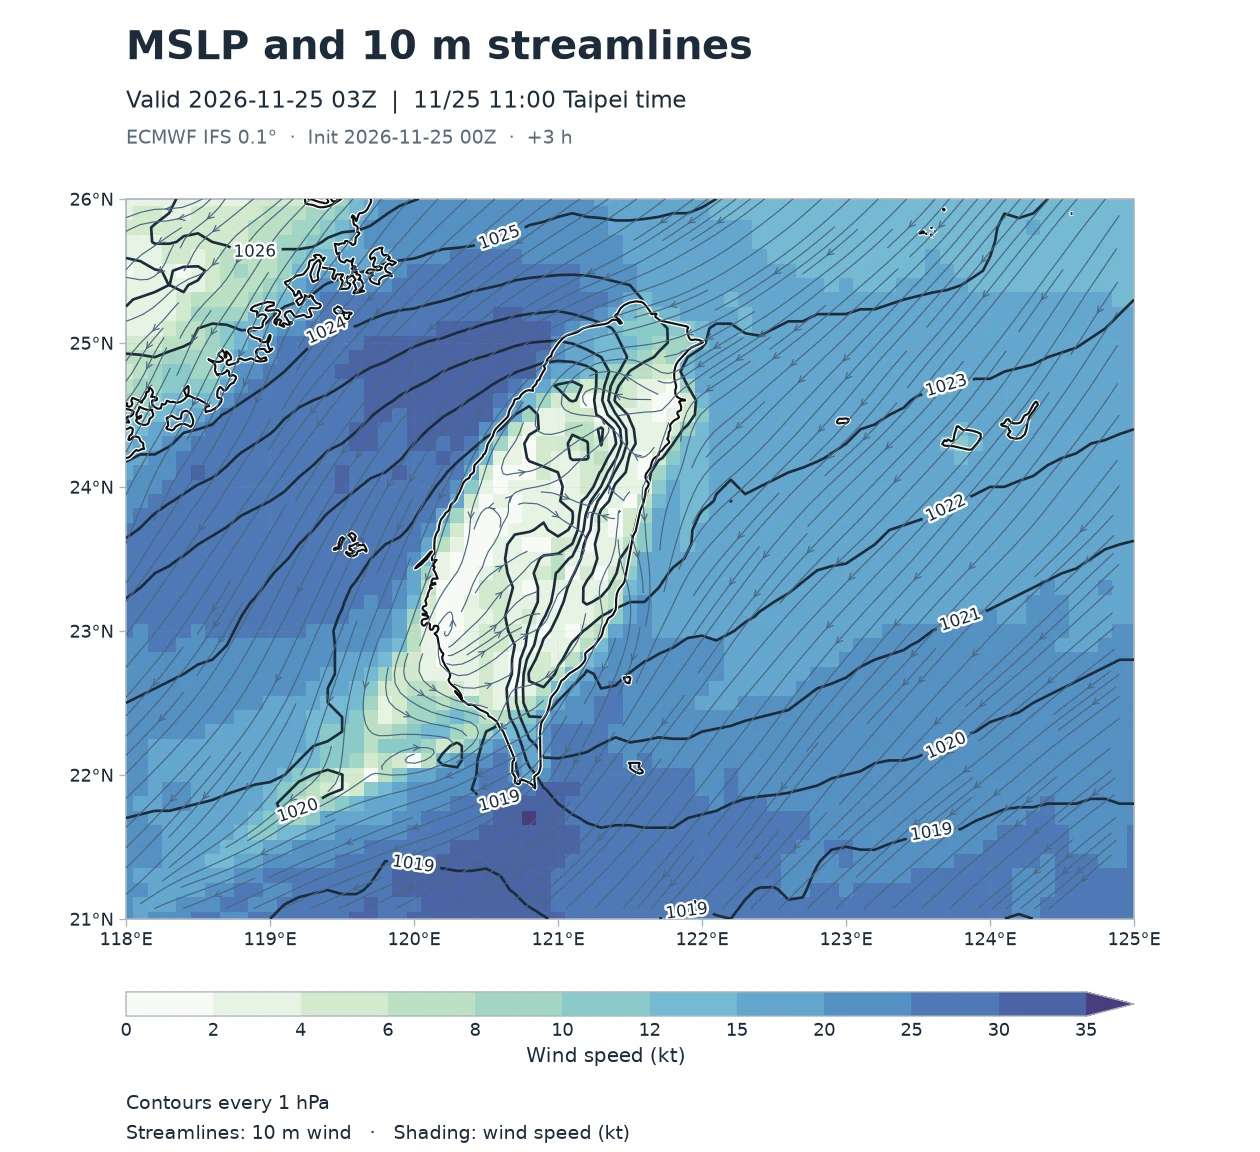 MSLP and 10 m streamlines
Valid 2026-11-25 03Z | 11/25 11:00 Taipei time
ECMWF IFS 0.1° · Init 2026-11-25 00Z · +3 h
26°N
25°N
24°N
23°N
22°N
21°N
1026
1025
1024
1023
1022
1021
1020
1020
1019
1019
1019
1019
118°E 119°E 120°E 121°E 122°E 123°E 124°E 125°E
0 2 4 6 8 10 12 15 20 25 30 35
Wind speed (kt)
Contours every 1 hPa
Streamlines: 10 m wind · Shading: wind speed (kt)